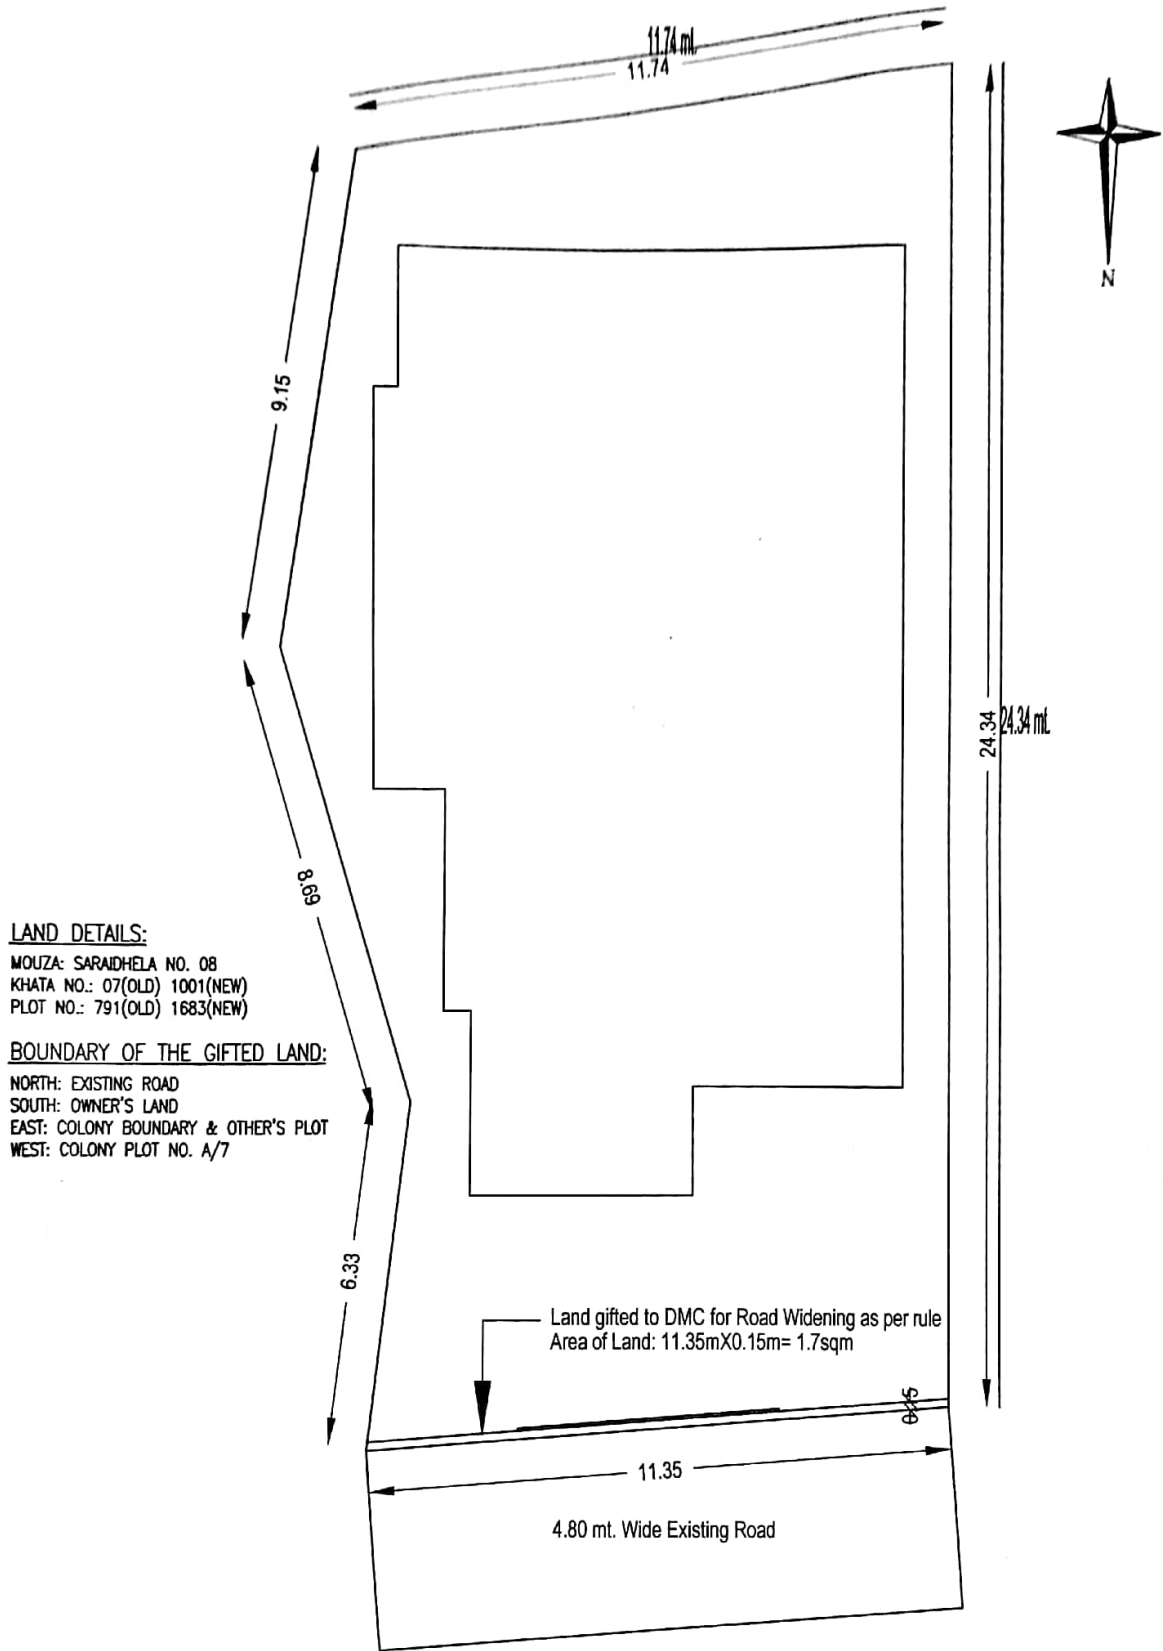 11.74 mt.
11.74
N
9.15
24.34
24.34 mt.
8.69
LAND DETAILS:
MOUZA: SARAIDHELA NO. 08
KHATA NO.: 07(OLD) 1001(NEW)
PLOT NO.: 791(OLD) 1683(NEW)
BOUNDARY OF THE GIFTED LAND:
NORTH: EXISTING ROAD
SOUTH: OWNER'S LAND
EAST: COLONY BOUNDARY & OTHER'S PLOT
WEST: COLONY PLOT NO. A/7
6.33
Land gifted to DMC for Road Widening as per rule
Area of Land: 11.35mX0.15m= 1.7sqm
0.15
11.35
4.80 mt. Wide Existing Road